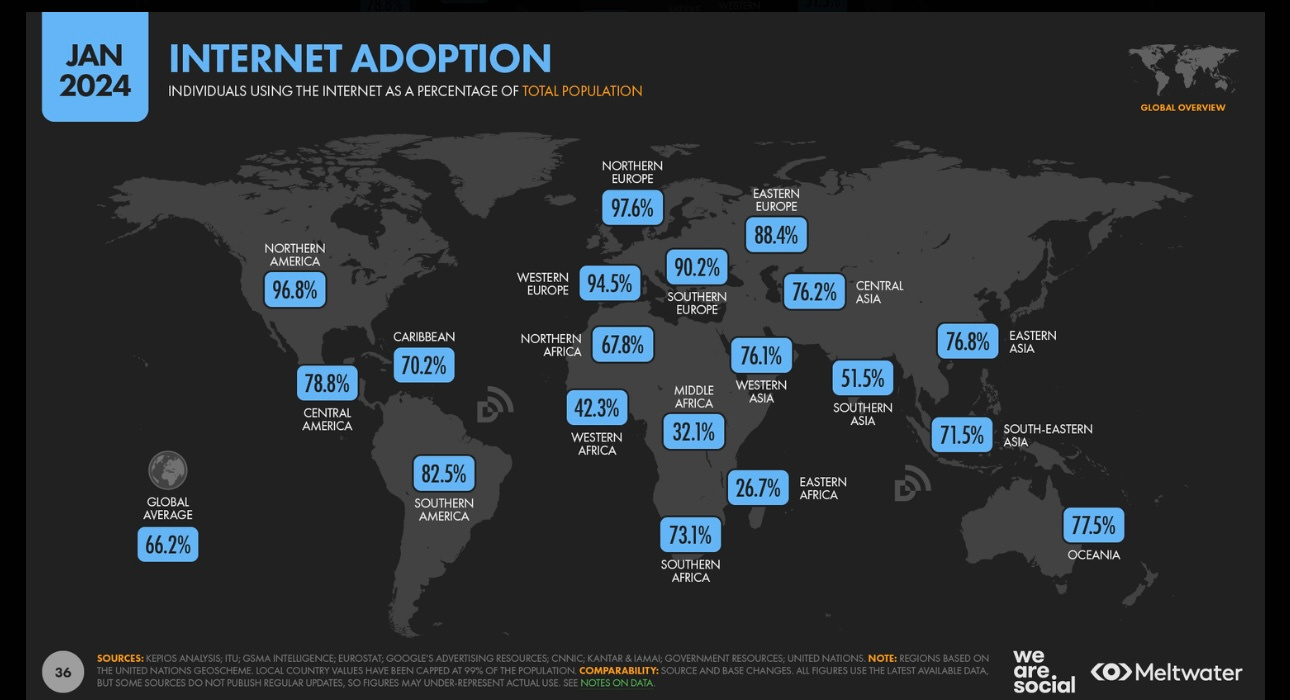 JAN
2024
INTERNET ADOPTION
INDIVIDUALS USING THE INTERNET AS A PERCENTAGE OF TOTAL POPULATION
GLOBAL OVERVIEW
NORTHERN
EUROPE
97.6%
EASTERN
EUROPE
88.4%
NORTHERN
AMERICA
96.8%
WESTERN
EUROPE
94.5%
90.2%
SOUTHERN
EUROPE
76.2%
CENTRAL
ASIA
CARIBBEAN
70.2%
NORTHERN
AFRICA
67.8%
76.1%
WESTERN
ASIA
76.8%
EASTERN
ASIA
78.8%
CENTRAL
AMERICA
42.3%
WESTERN
AFRICA
MIDDLE
AFRICA
32.1%
51.5%
SOUTHERN
ASIA
71.5%
SOUTH-EASTERN
ASIA
82.5%
SOUTHERN
AMERICA
26.7%
EASTERN
AFRICA
GLOBAL
AVERAGE
66.2%
73.1%
SOUTHERN
AFRICA
77.5%
OCEANIA
36
SOURCES: KEPIOS ANALYSIS; ITU; GSMA INTELLIGENCE; EUROSTAT; GOOGLE'S ADVERTISING RESOURCES; CNNIC; KANTAR & IAMAI; GOVERNMENT RESOURCES; UNITED NATIONS. NOTE: REGIONS BASED ON
THE UNITED NATIONS GEOSCHEME. LOCAL COUNTRY VALUES HAVE BEEN CAPPED AT 99% OF THE POPULATION. COMPARABILITY: SOURCE AND BASE CHANGES. ALL FIGURES USE THE LATEST AVAILABLE DATA,
BUT SOME SOURCES DO NOT PUBLISH REGULAR UPDATES, SO FIGURES MAY UNDER-REPRESENT ACTUAL USE. SEE NOTES ON DATA.
we
are
social
Meltwater